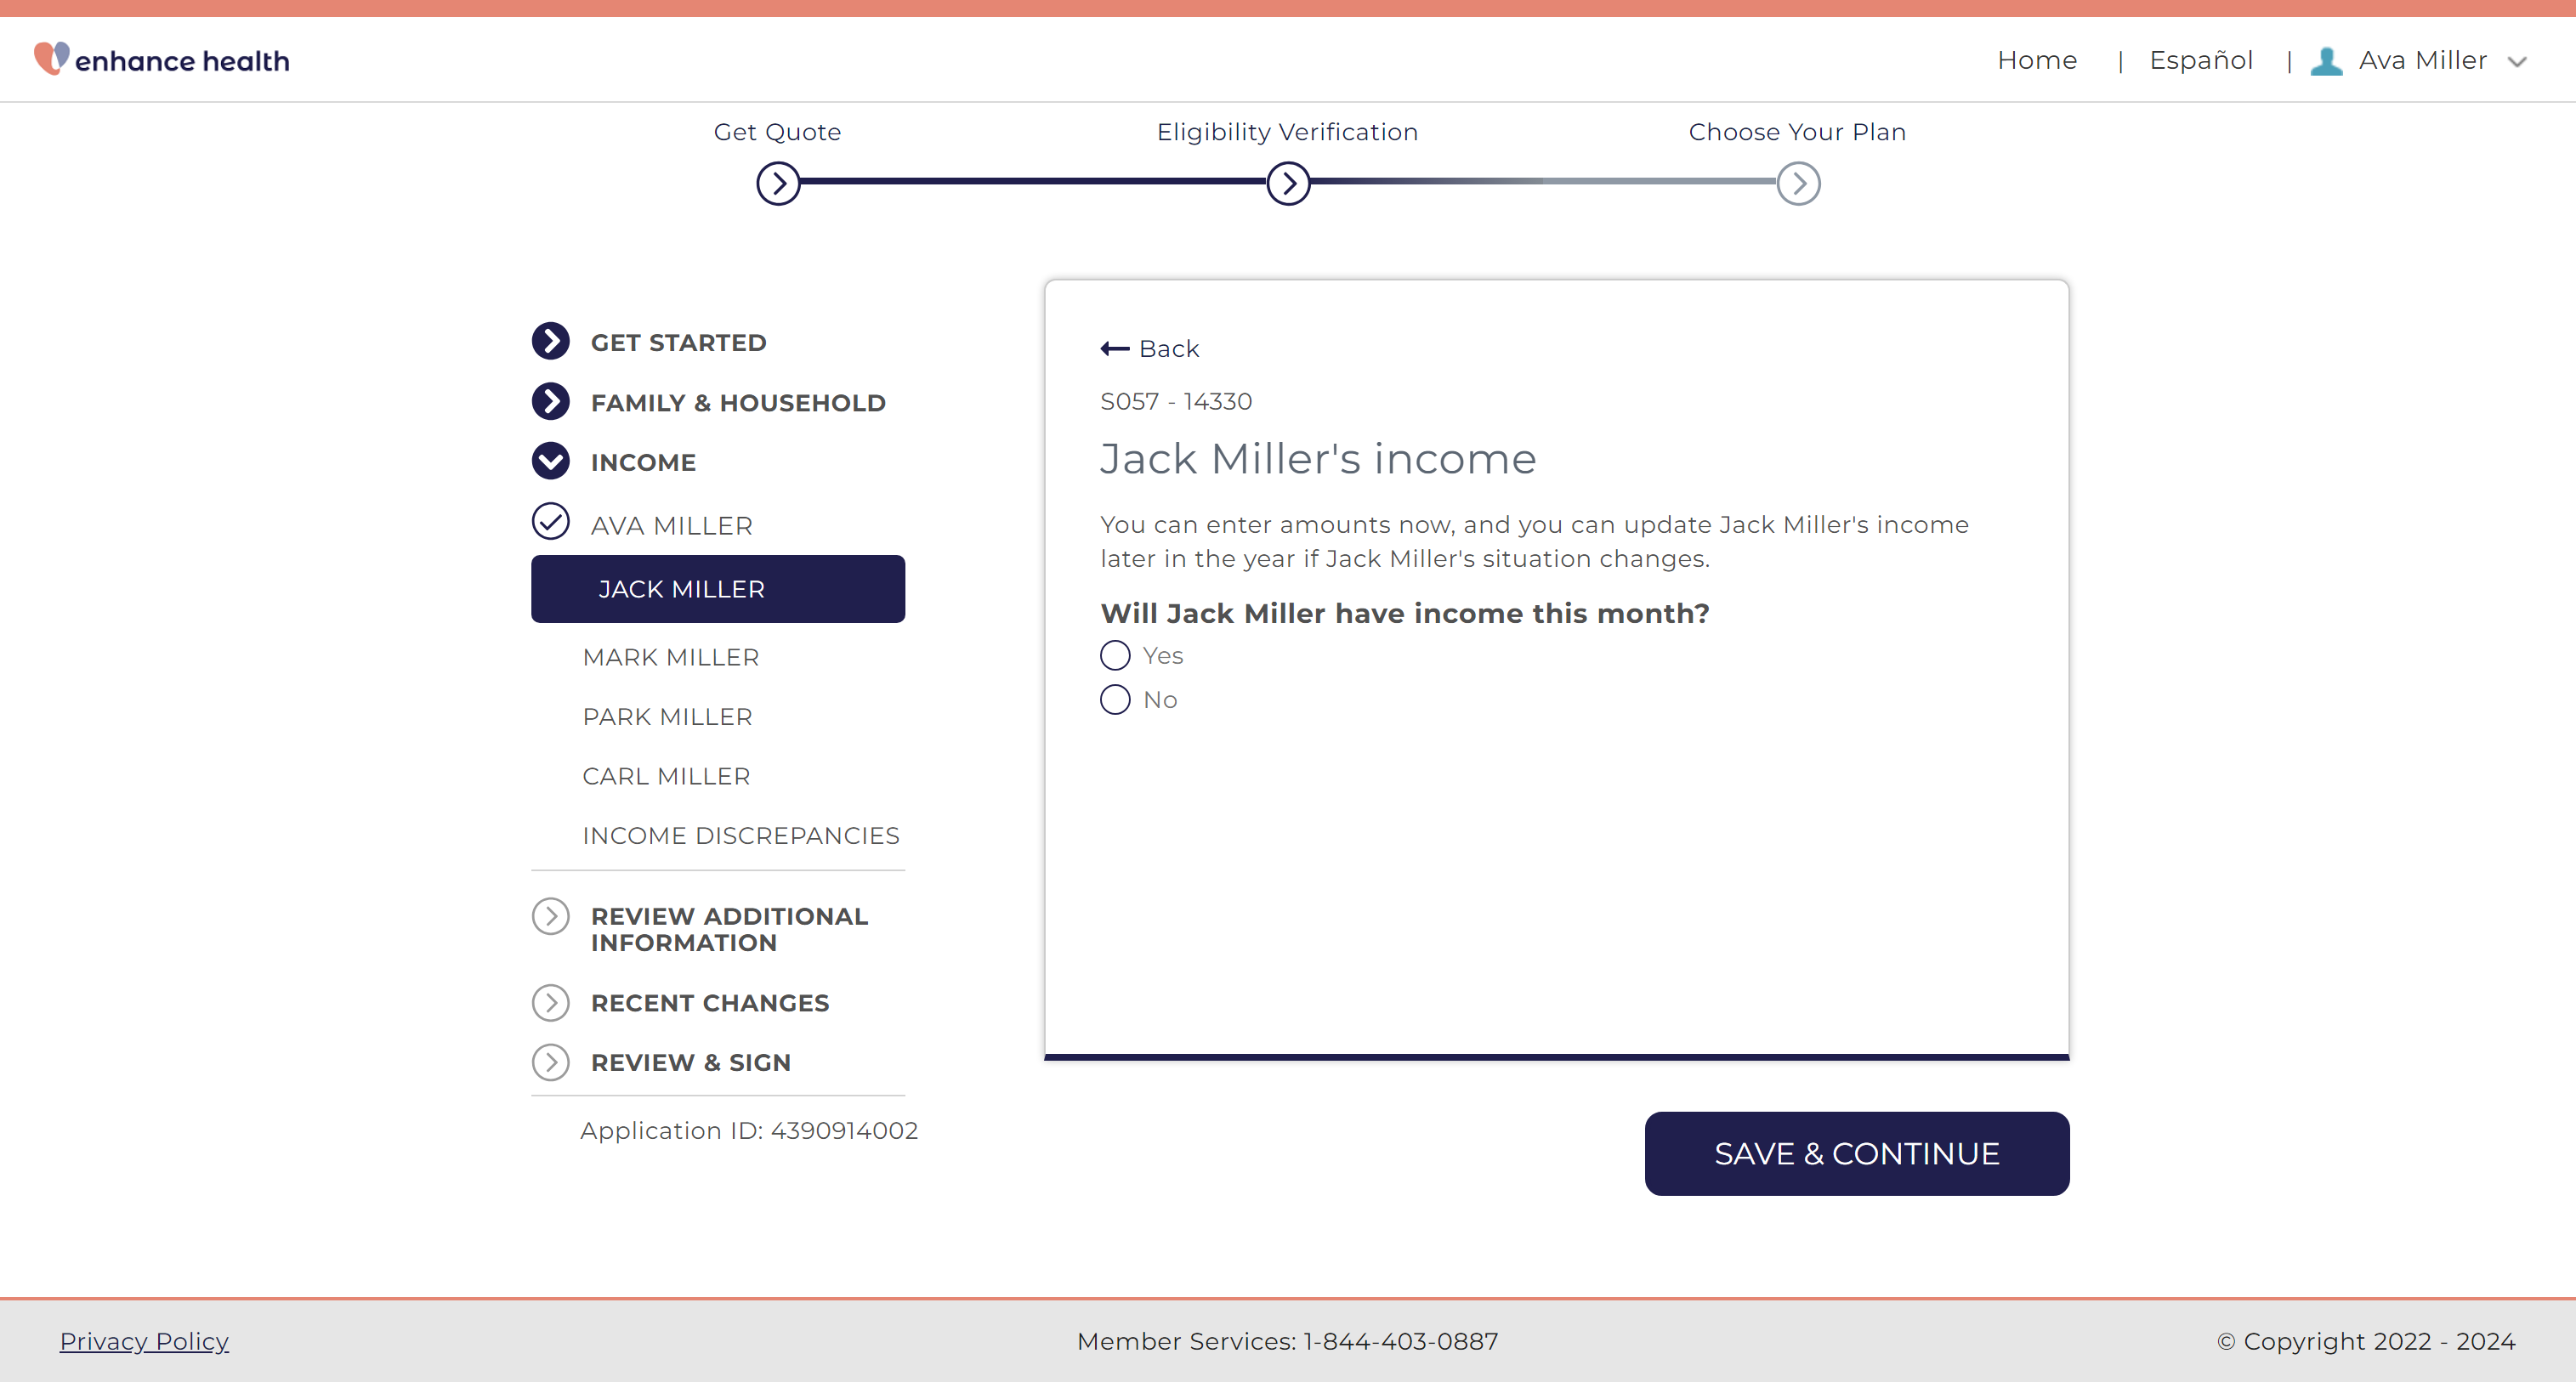 enhance health
Home | Español | Ava Miller
Get Quote
Eligibility Verification
Choose Your Plan
GET STARTED
FAMILY & HOUSEHOLD
INCOME
AVA MILLER
JACK MILLER
MARK MILLER
PARK MILLER
CARL MILLER
INCOME DISCREPANCIES
REVIEW ADDITIONAL
INFORMATION
RECENT CHANGES
REVIEW & SIGN
Application ID: 4390914002
Back
S057 - 14330
Jack Miller's income
You can enter amounts now, and you can update Jack Miller's income
later in the year if Jack Miller's situation changes.
Will Jack Miller have income this month?
Yes
No
SAVE & CONTINUE
Privacy Policy
Member Services: 1-844-403-0887
© Copyright 2022 - 2024